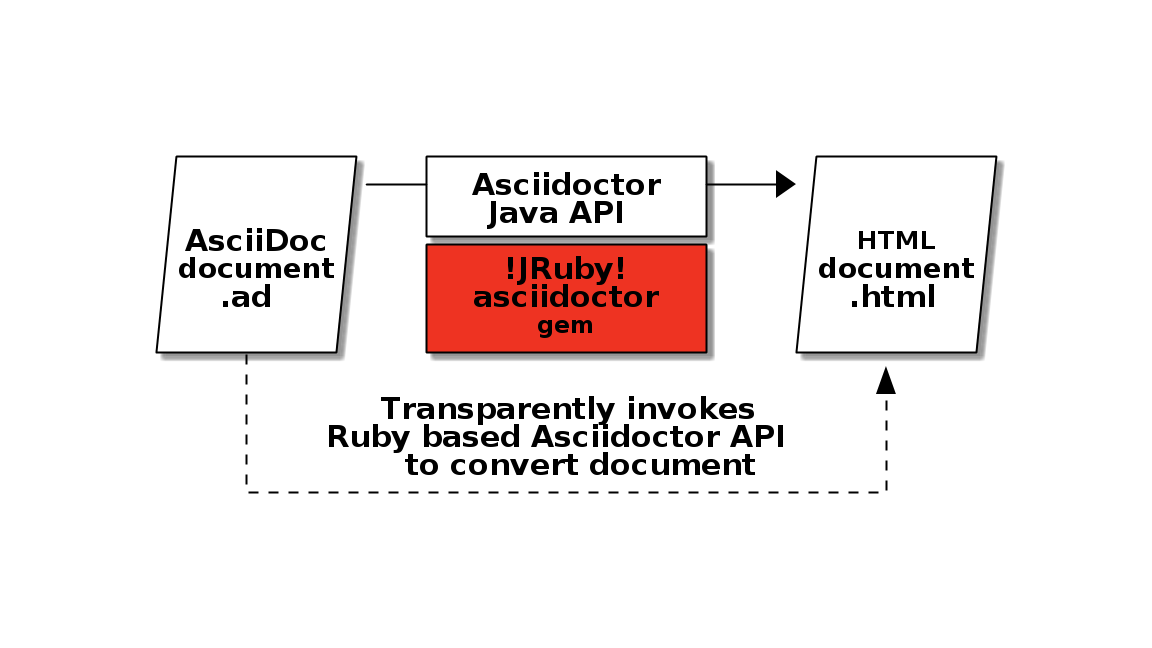 AsciiDoc
document
.ad
Asciidoctor
Java API
!JRuby!
asciidoctor
gem
HTML
document
.html
Transparently invokes
Ruby based Asciidoctor API
to convert document